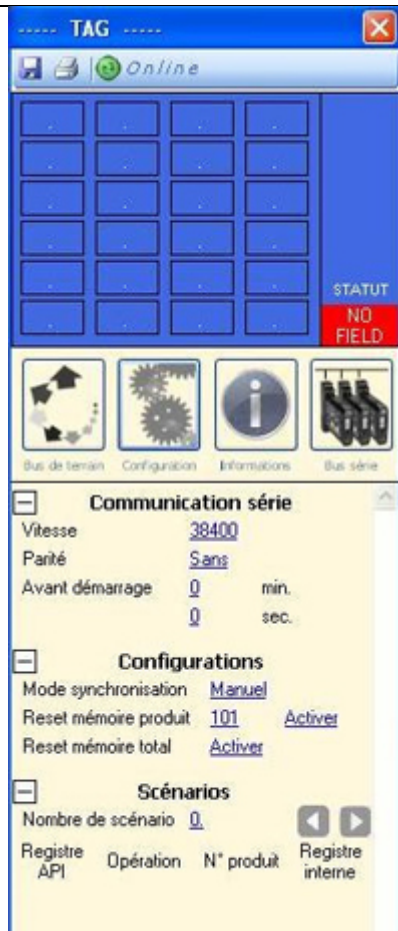 ----- TAG -----
Online
STATUT
NO
FIELD
Bus de terrain Configuration Informations Bus série
Communication série
Vitesse 38400
Parité Sans
Avant démarrage 0 min.
0 sec.
Configurations
Mode synchronisation Manuel
Reset mémoire produit 101 Activer
Reset mémoire total Activer
Scénarios
Nombre de scénario 0.
Registre API Opération N° produit Registre interne